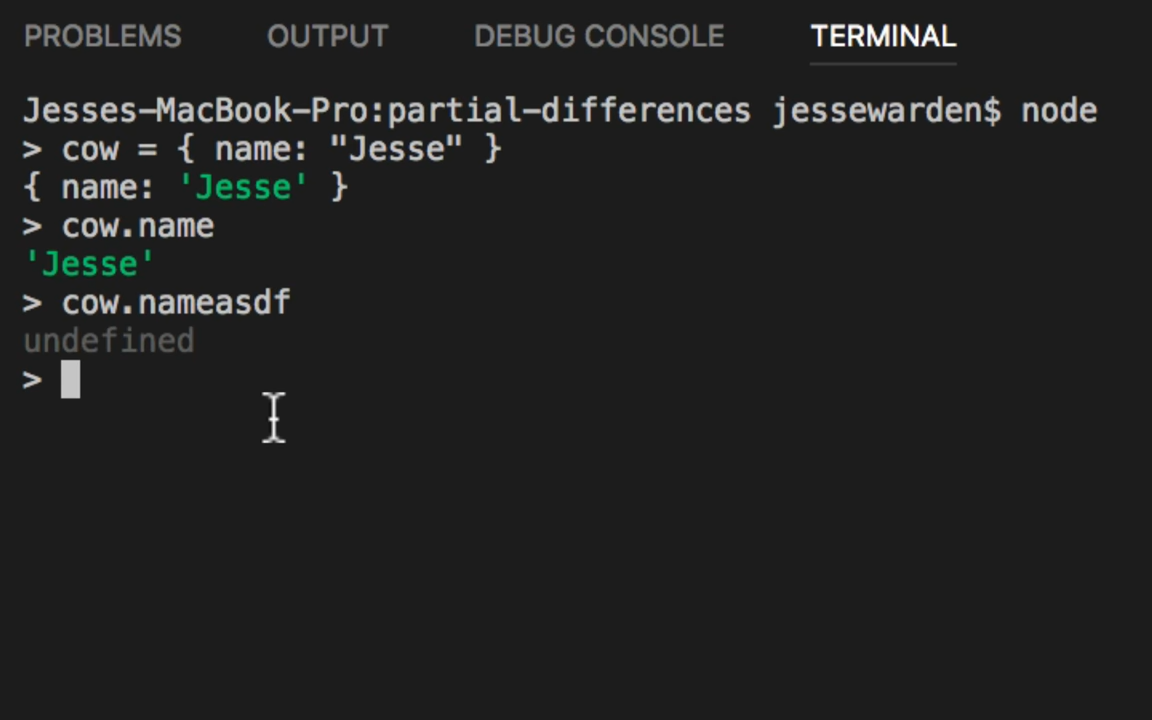 PROBLEMS OUTPUT DEBUG CONSOLE TERMINAL
Jesses-MacBook-Pro:partial-differences jessewarden$ node
> cow = { name: "Jesse" }
{ name: 'Jesse' }
> cow.name
'Jesse'
> cow.nameasdf
undefined
>